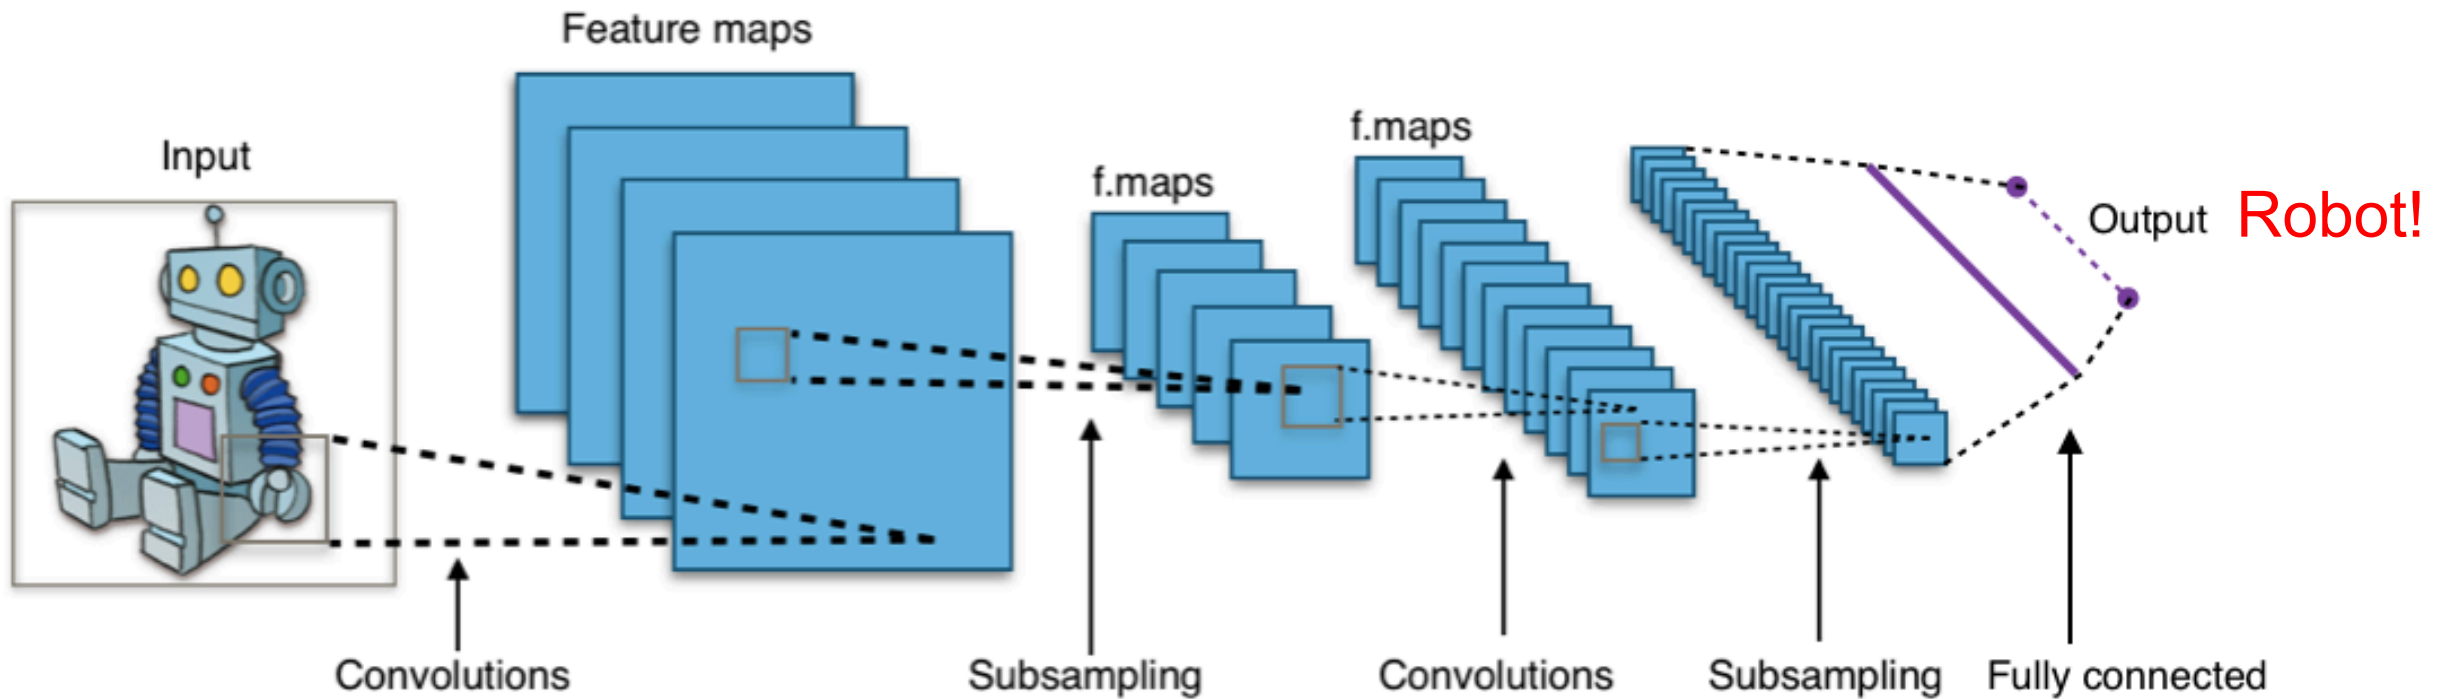 Feature maps
f.maps
Input
f.maps
Output Robot!
Convolutions
Subsampling
Convolutions
Subsampling
Fully connected